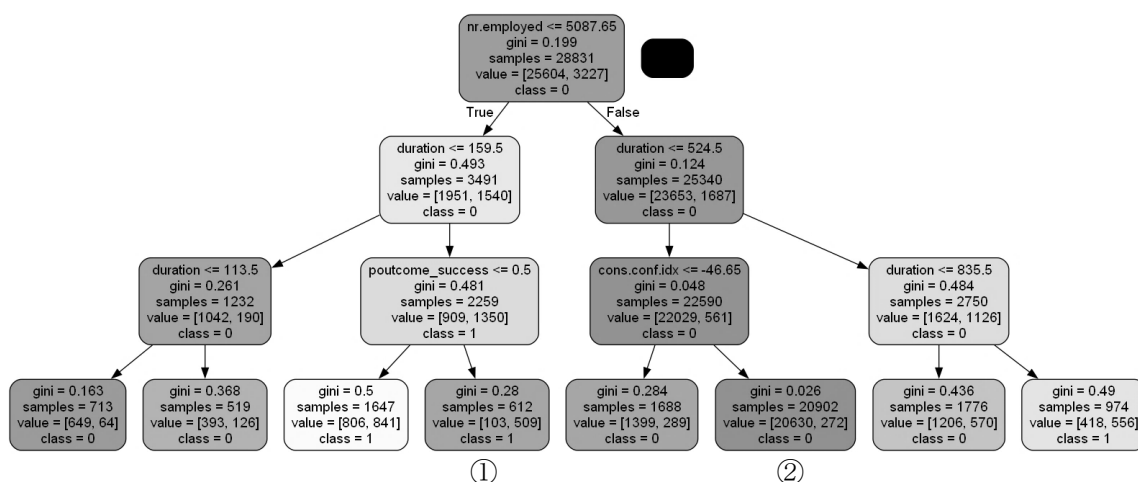 nr.employed <= 5087.65
gini = 0.199
samples = 28831
value = [25604, 3227]
class = 0
True
False
duration <= 159.5
gini = 0.493
samples = 3491
value = [1951, 1540]
class = 0
duration <= 524.5
gini = 0.124
samples = 25340
value = [23653, 1687]
class = 0
duration <= 113.5
gini = 0.261
samples = 1232
value = [1042, 190]
class = 0
poutcome_success <= 0.5
gini = 0.481
samples = 2259
value = [909, 1350]
class = 1
cons.conf.idx <= -46.65
gini = 0.048
samples = 22590
value = [22029, 561]
class = 0
duration <= 835.5
gini = 0.484
samples = 2750
value = [1624, 1126]
class = 0
gini = 0.163
samples = 713
value = [649, 64]
class = 0
gini = 0.368
samples = 519
value = [393, 126]
class = 0
gini = 0.5
samples = 1647
value = [806, 841]
class = 1
gini = 0.28
samples = 612
value = [103, 509]
class = 1
gini = 0.284
samples = 1688
value = [1399, 289]
class = 0
gini = 0.026
samples = 20902
value = [20630, 272]
class = 0
gini = 0.436
samples = 1776
value = [1206, 570]
class = 0
gini = 0.49
samples = 974
value = [418, 556]
class = 1
①
②